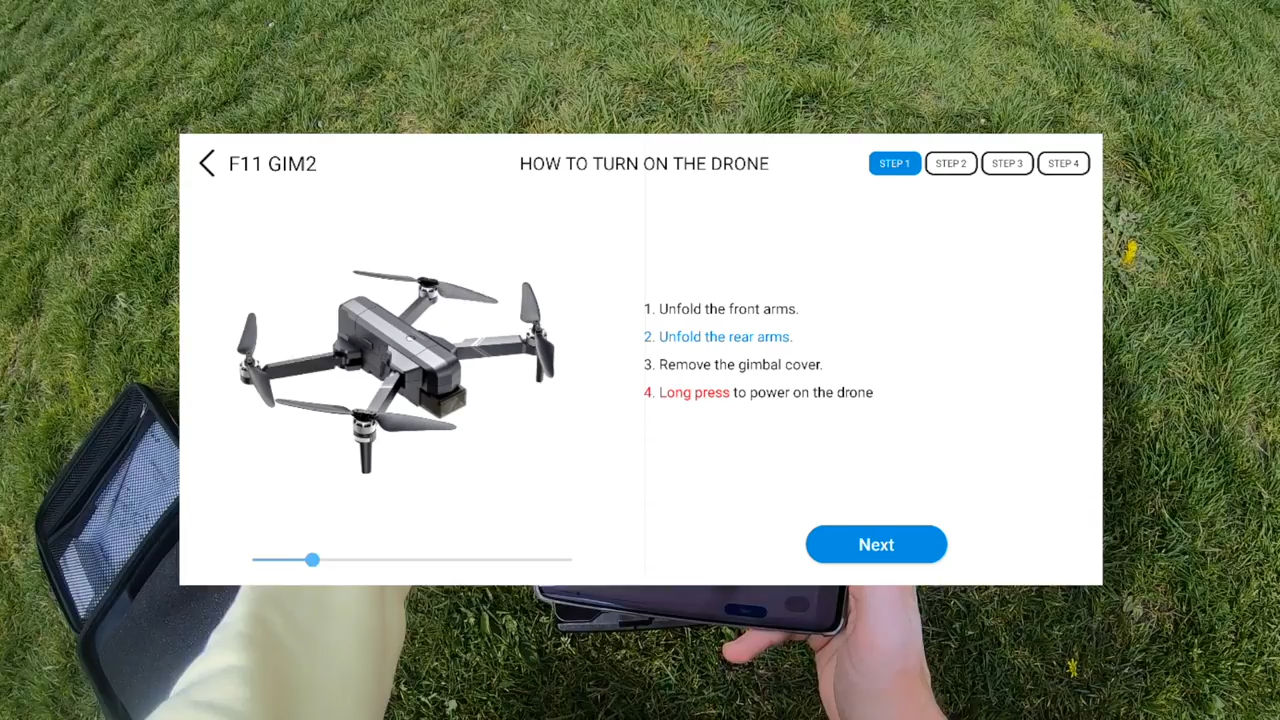 F11 GIM2
HOW TO TURN ON THE DRONE
STEP 1
STEP 2
STEP 3
STEP 4
1. Unfold the front arms.
2. Unfold the rear arms.
3. Remove the gimbal cover.
4. Long press to power on the drone
Next